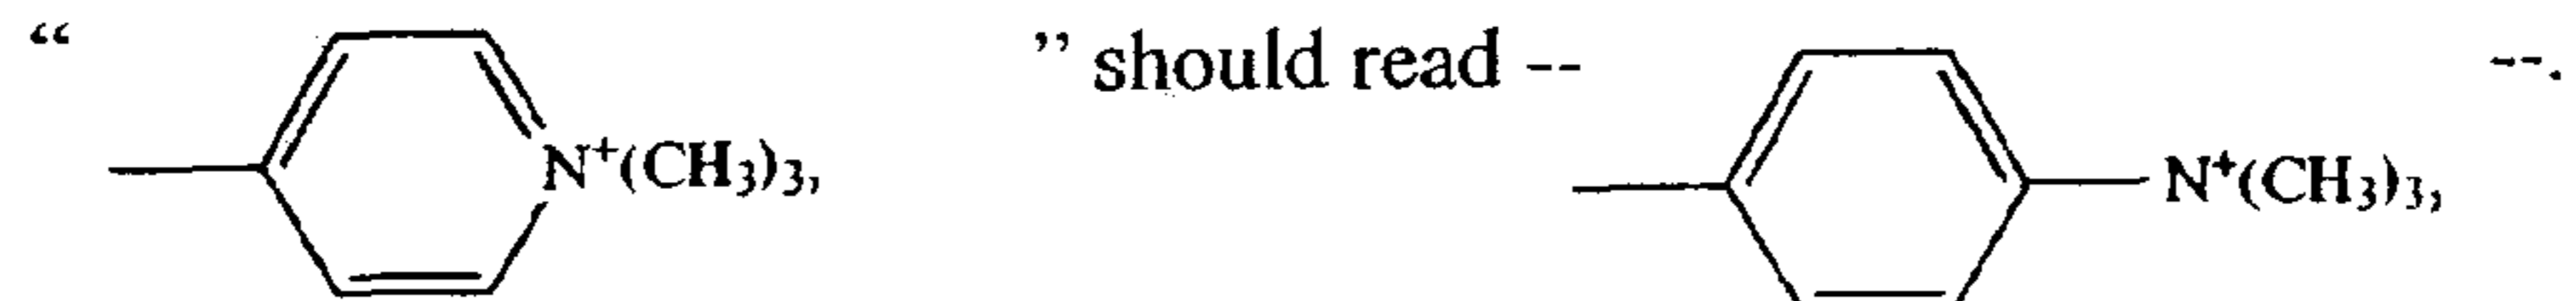 “ N⁺(CH₃)₃, ” should read -- N⁺(CH₃)₃, --.